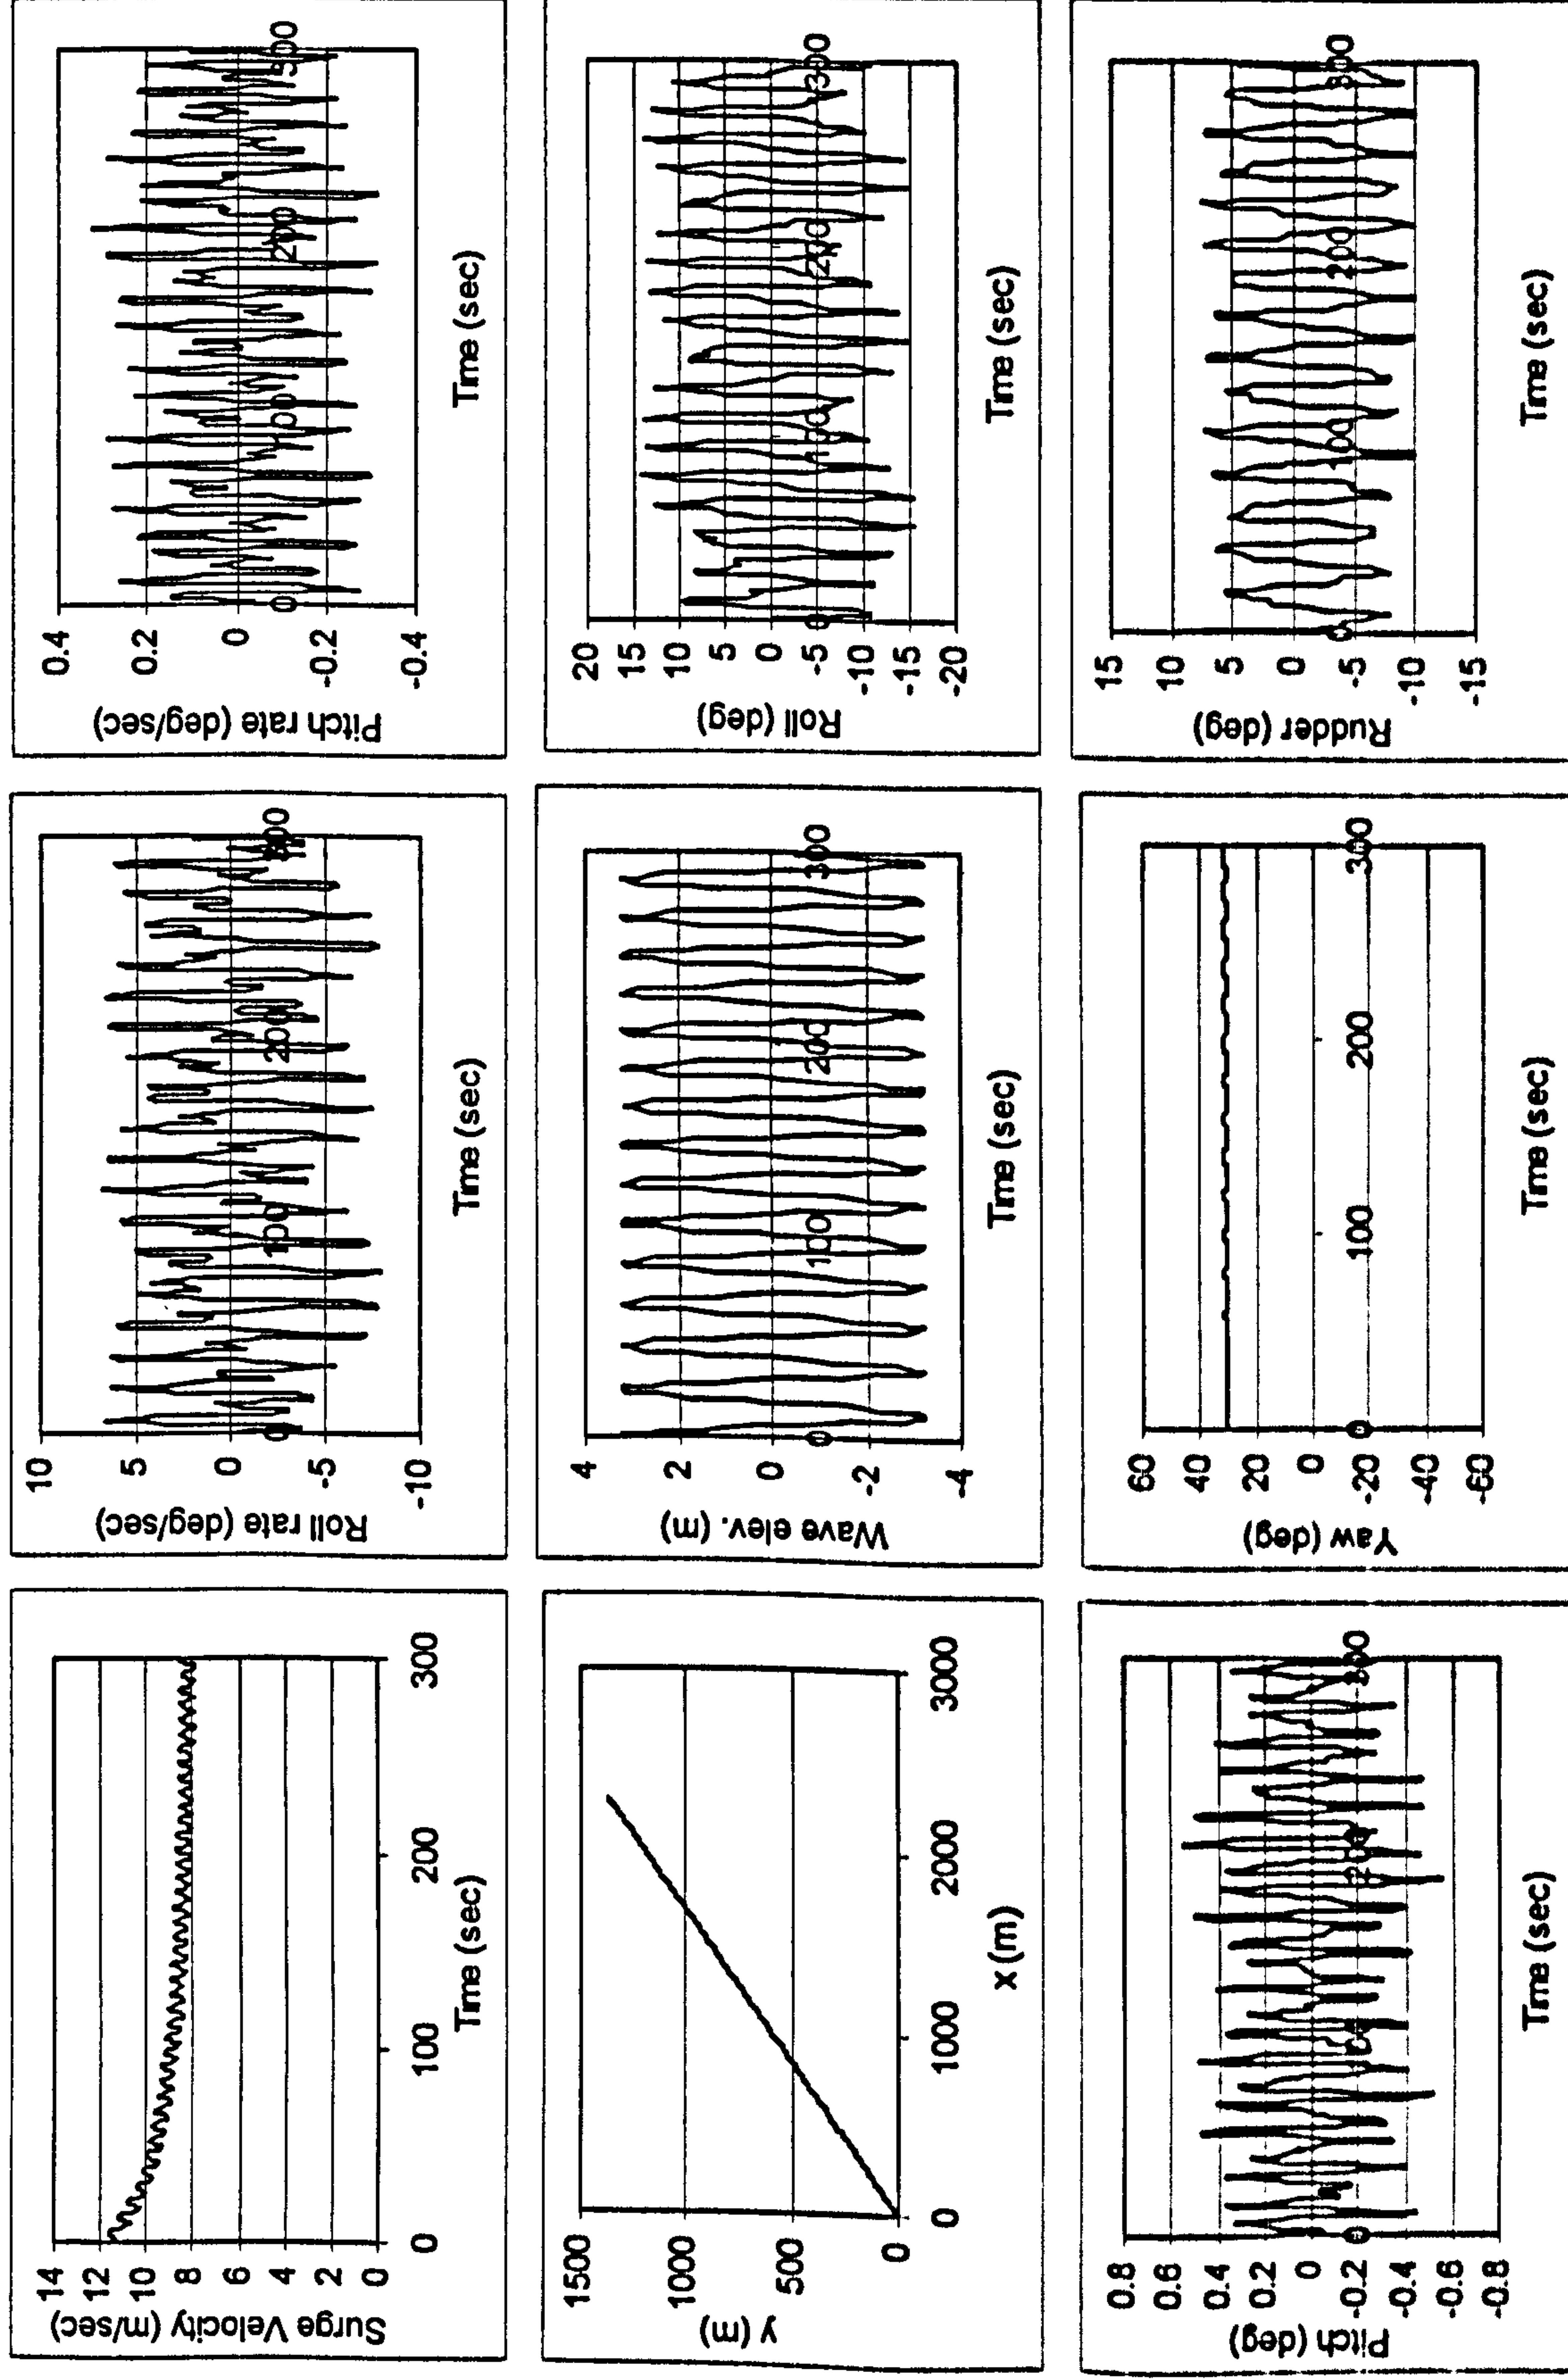 Surge Velocity (m/sec)
14
12
10
8
6
4
2
0
0 100 200 300
Time (sec)
Roll rate (deg/sec)
10
5
0
-5
-10
0 100 200 300
Time (sec)
Pitch rate (deg/sec)
0.4
0.2
0
-0.2
-0.4
0 100 200 300
Time (sec)
y (m)
1500
1000
500
0
0 1000 2000 3000
x (m)
Wave elev. (m)
4
2
0
-2
-4
0 100 200 300
Time (sec)
Roll (deg)
20
15
10
5
0
-5
-10
-15
-20
0 100 200 300
Time (sec)
Pitch (deg)
0.8
0.6
0.4
0.2
0
-0.2
-0.4
-0.6
-0.8
0 300
Time (sec)
Yaw (deg)
60
40
20
0
-20
-40
-60
0 100 200 300
Time (sec)
Rudder (deg)
15
10
5
0
-5
-10
-15
0 100 200 300
Time (sec)